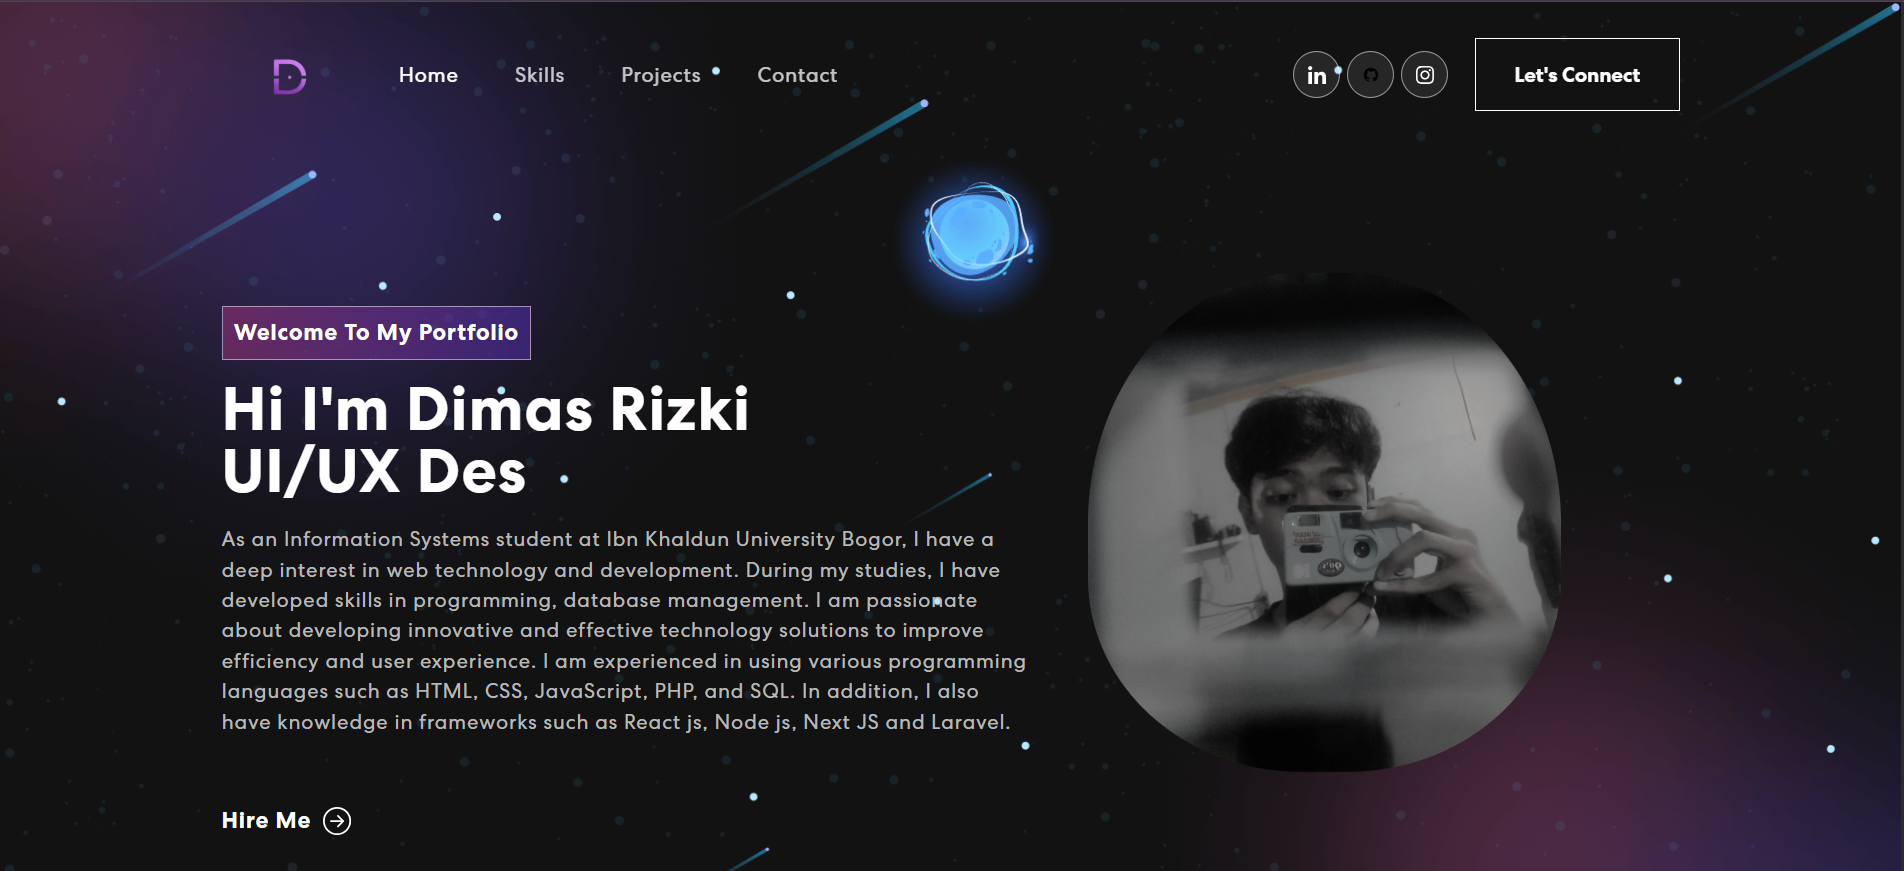 D
Home Skills Projects Contact
in
Let's Connect
Welcome To My Portfolio
Hi I'm Dimas Rizki
UI/UX Des
As an Information Systems student at Ibn Khaldun University Bogor, I have a
deep interest in web technology and development. During my studies, I have
developed skills in programming, database management. I am passionate
about developing innovative and effective technology solutions to improve
efficiency and user experience. I am experienced in using various programming
languages such as HTML, CSS, JavaScript, PHP, and SQL. In addition, I also
have knowledge in frameworks such as React js, Node js, Next JS and Laravel.
Hire Me